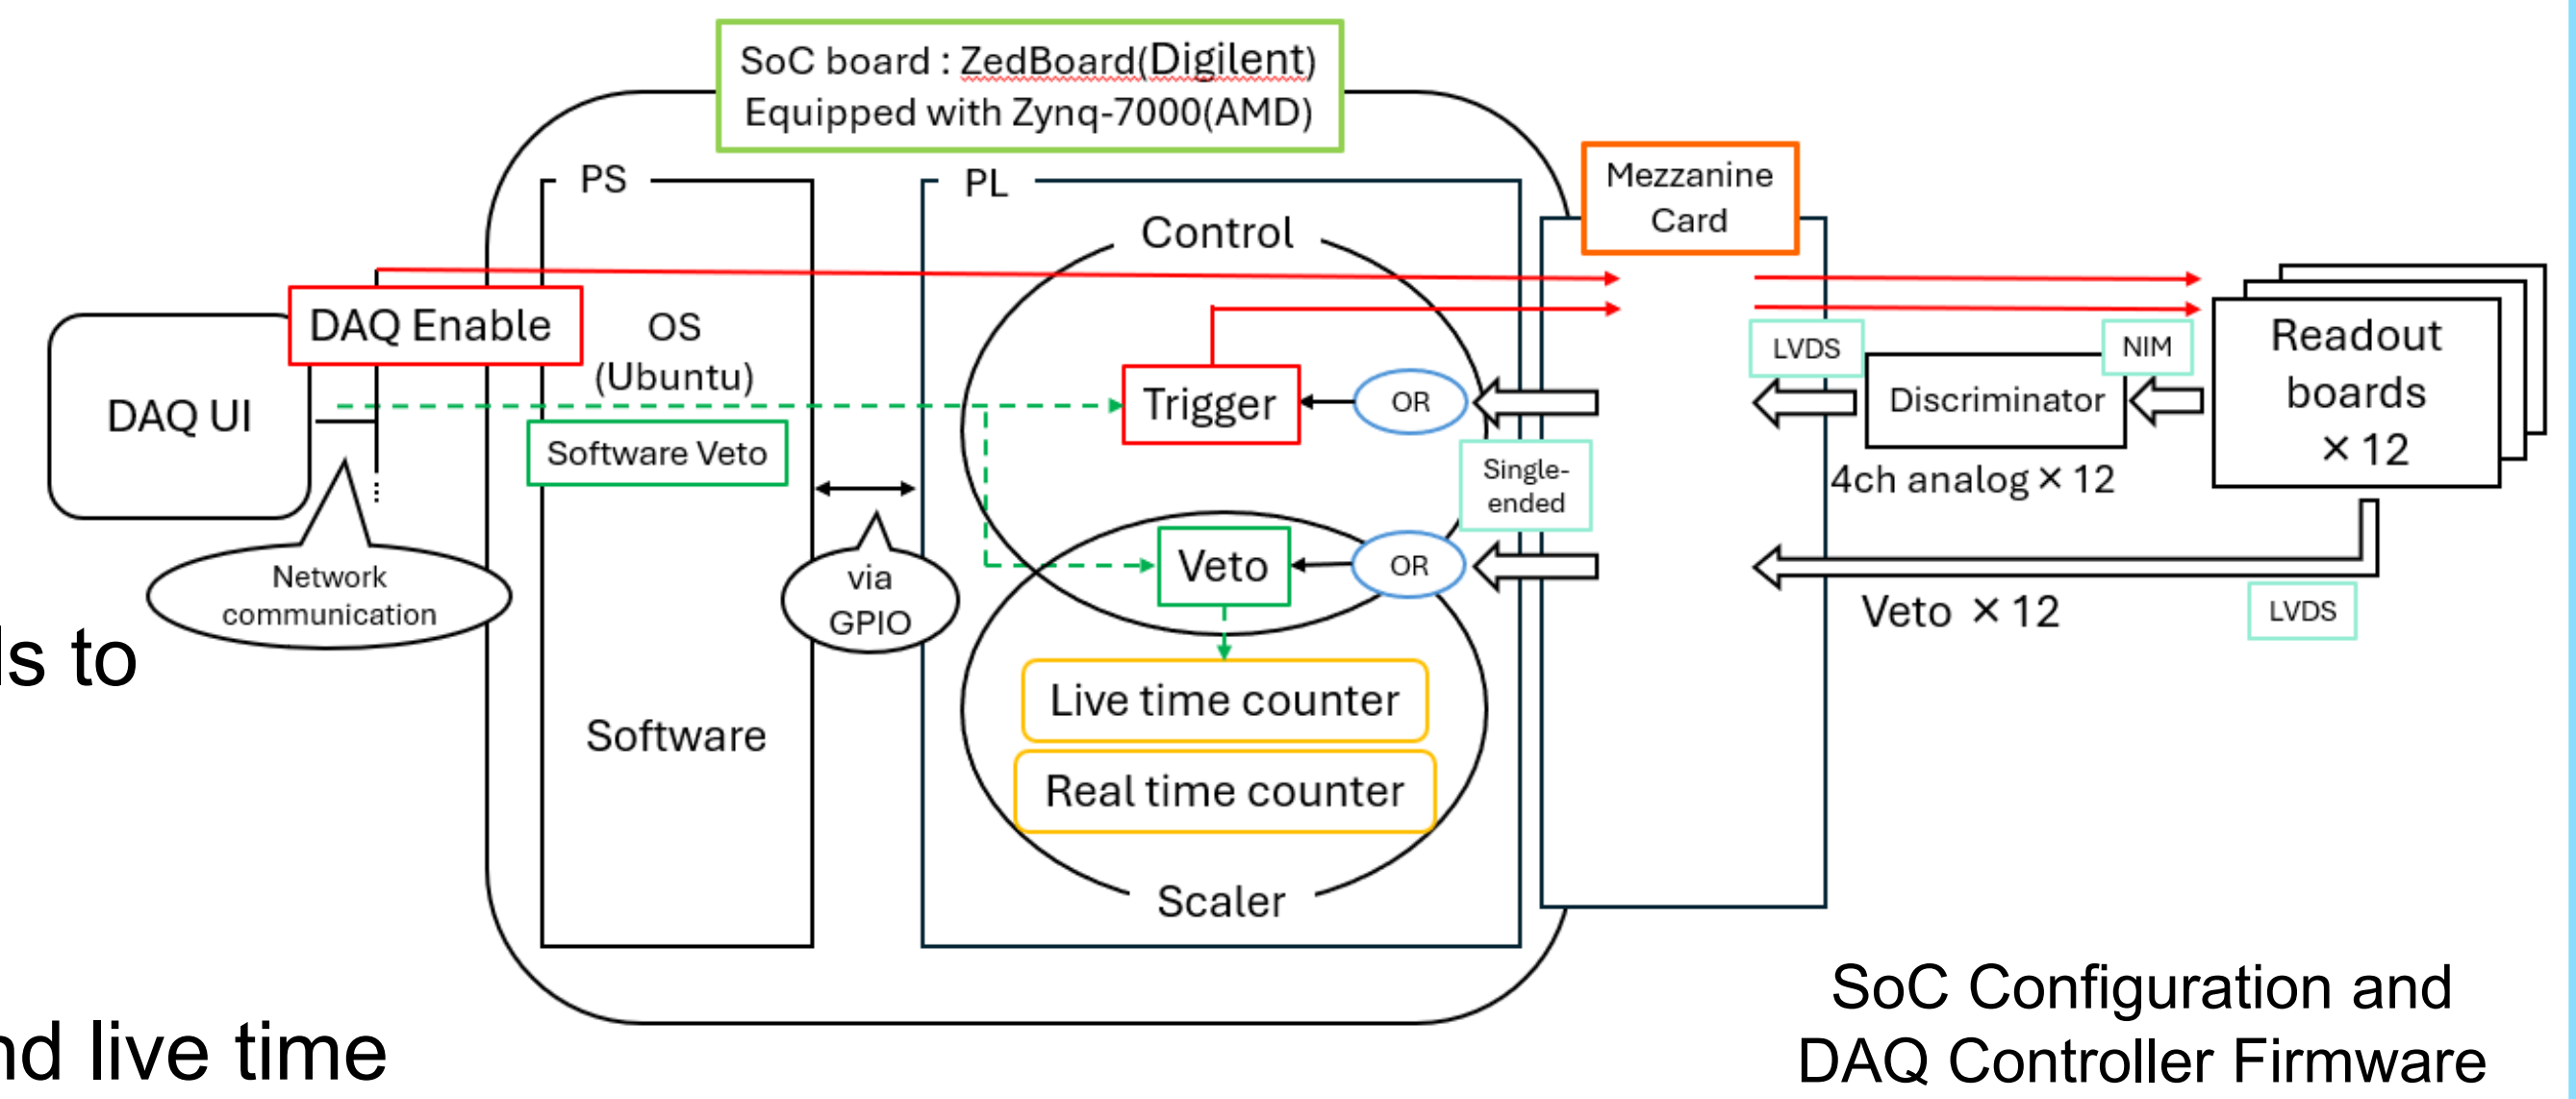 SoC board : ZedBoard(Digilent)
Equipped with Zynq-7000(AMD)
PS
PL
Mezzanine
Card
Control
DAQ Enable
OS
(Ubuntu)
DAQ UI
Software Veto
Trigger
OR
LVDS
Discriminator
NIM
Readout
boards
× 12
4ch analog × 12
Single-
ended
Network
communication
via
GPIO
Veto
OR
Veto × 12
LVDS
to
Live time counter
Software
Real time counter
Scaler
live time
SoC Configuration and
DAQ Controller Firmware